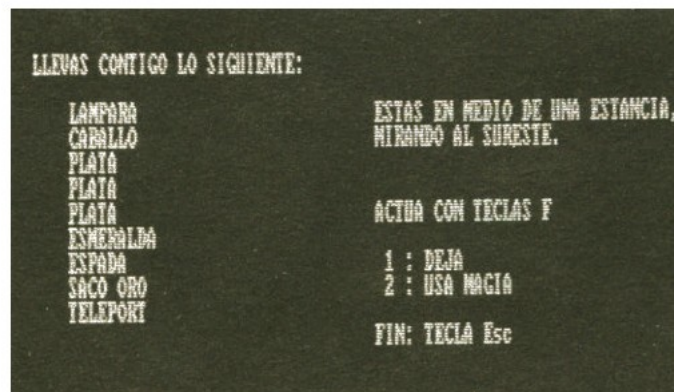 LLEVAS CONTIGO LO SIGUIENTE:
LAMPARA
CABALLO
PLATA
PLATA
PLATA
ESMERALDA
ESPADA
SACO ORO
TELEPORT
ESTAS EN MEDIO DE UNA ESTANCIA,
MIRANDO AL SURESTE.
ACTUA CON TECLAS F
1 : DEJA
2 : USA MAGIA
FIN: TECLA Esc